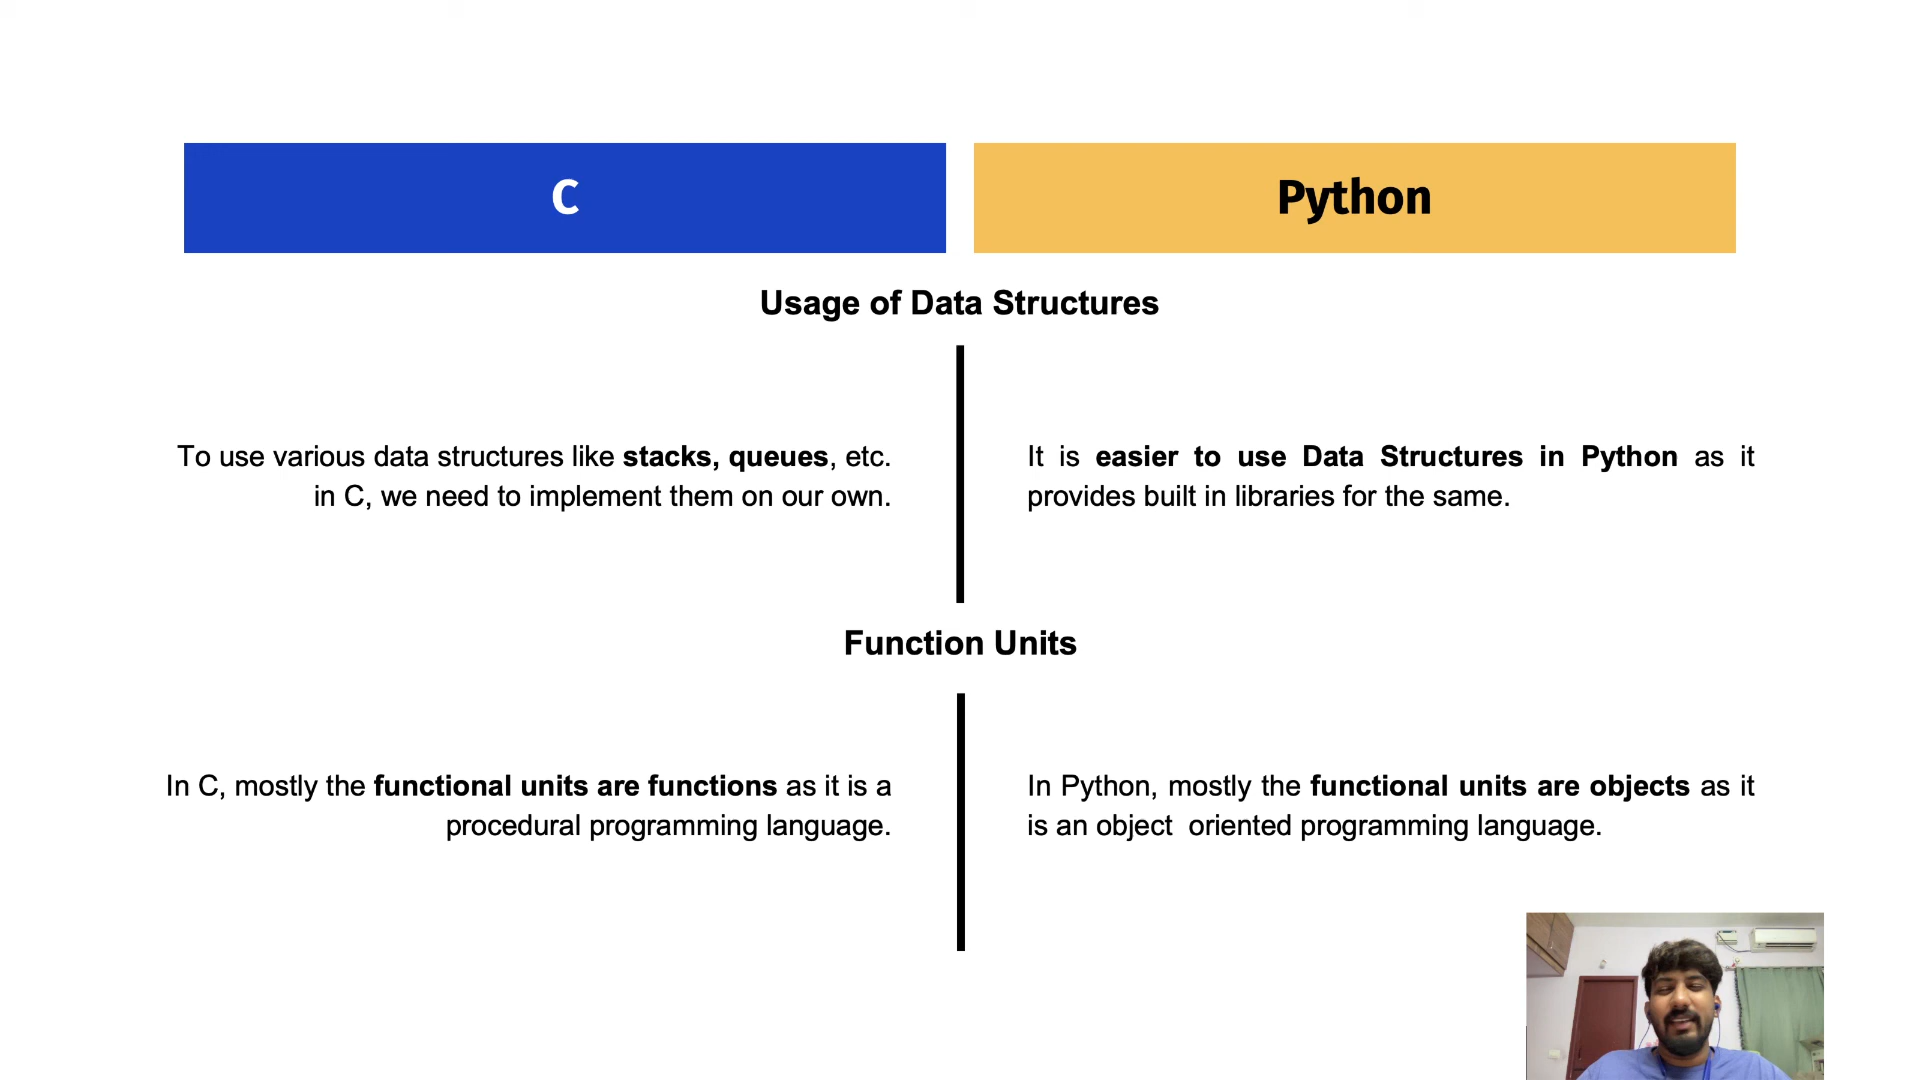 C
Python
Usage of Data Structures
To use various data structures like stacks, queues, etc.
in C, we need to implement them on our own.
It is easier to use Data Structures in Python as it
provides built in libraries for the same.
Function Units
In C, mostly the functional units are functions as it is a
procedural programming language.
In Python, mostly the functional units are objects as it
is an object  oriented programming language.